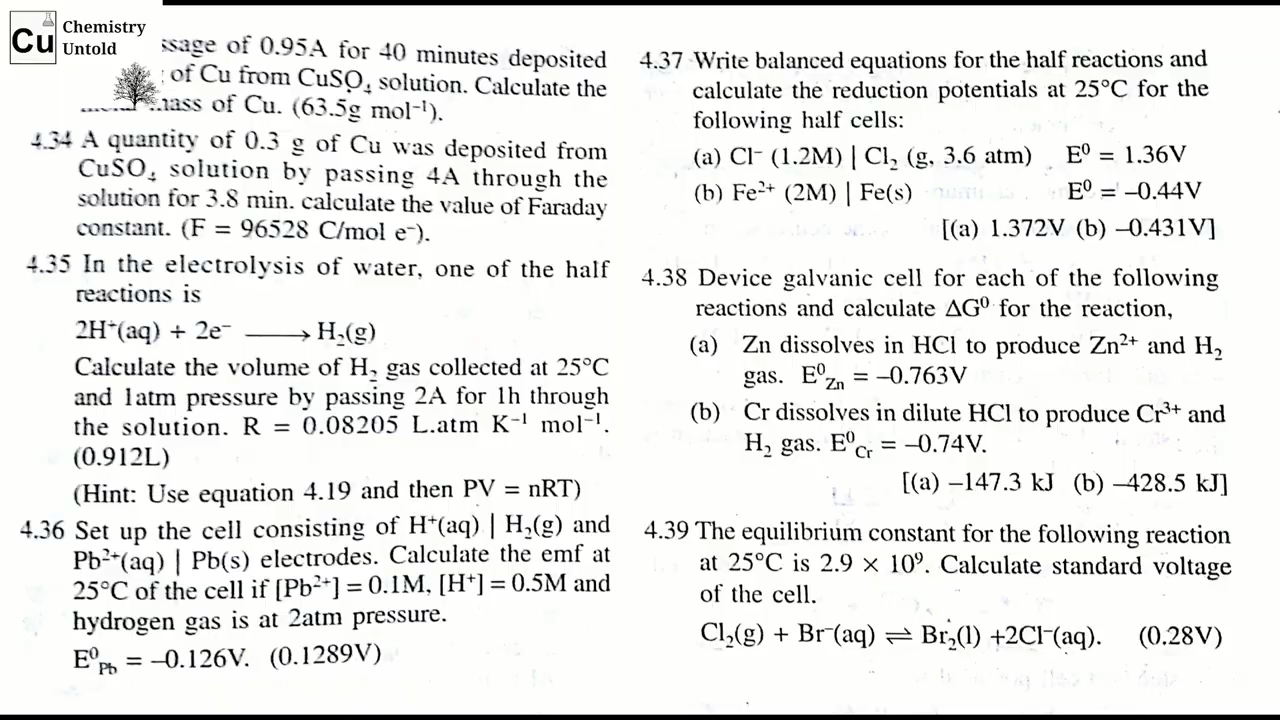 Cu
Chemistry
Untold
of 0.95A for 40 minutes deposited
of Cu from CuSO₄ solution. Calculate the
of Cu. (63.5g mol⁻¹).
4.34 A quantity of 0.3 g of Cu was deposited from
CuSO₄ solution by passing 4A through the
solution for 3.8 min. calculate the value of Faraday
constant. (F = 96528 C/mol e⁻).
4.35 In the electrolysis of water, one of the half
reactions is
2H⁺(aq) + 2e⁻ ⟶ H₂(g)
Calculate the volume of H₂ gas collected at 25°C
and 1atm pressure by passing 2A for 1h through
the solution. R = 0.08205 L.atm K⁻¹ mol⁻¹.
(0.912L)
(Hint: Use equation 4.19 and then PV = nRT)
4.36 Set up the cell consisting of H⁺(aq) | H₂(g) and
Pb²⁺(aq) | Pb(s) electrodes. Calculate the emf at
25°C of the cell if [Pb²⁺] = 0.1M, [H⁺] = 0.5M and
hydrogen gas is at 2atm pressure.
E⁰Pb = –0.126V. (0.1289V)
4.37 Write balanced equations for the half reactions and
calculate the reduction potentials at 25°C for the
following half cells:
(a) Cl⁻ (1.2M) | Cl₂ (g, 3.6 atm) E⁰ = 1.36V
(b) Fe²⁺ (2M) | Fe(s) E⁰ = –0.44V
[(a) 1.372V (b) –0.431V]
4.38 Device galvanic cell for each of the following
reactions and calculate ΔG⁰ for the reaction,
(a) Zn dissolves in HCl to produce Zn²⁺ and H₂
gas. E⁰Zn = –0.763V
(b) Cr dissolves in dilute HCl to produce Cr³⁺ and
H₂ gas. E⁰Cr = –0.74V.
[(a) –147.3 kJ (b) –428.5 kJ]
4.39 The equilibrium constant for the following reaction
at 25°C is 2.9 × 10⁹. Calculate standard voltage
of the cell.
Cl₂(g) + Br⁻(aq) ⇌ Br₂(l) +2Cl⁻(aq). (0.28V)